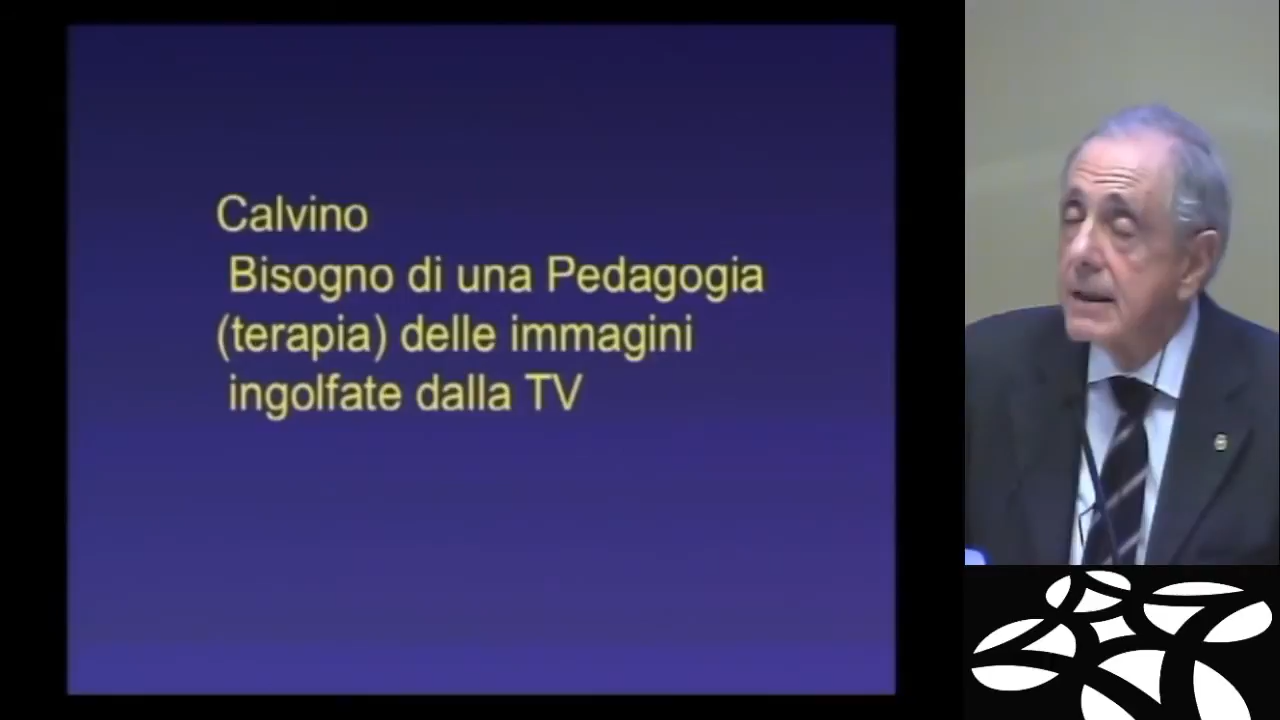 Calvino
Bisogno di una Pedagogia
(terapia) delle immagini
ingolfate dalla TV